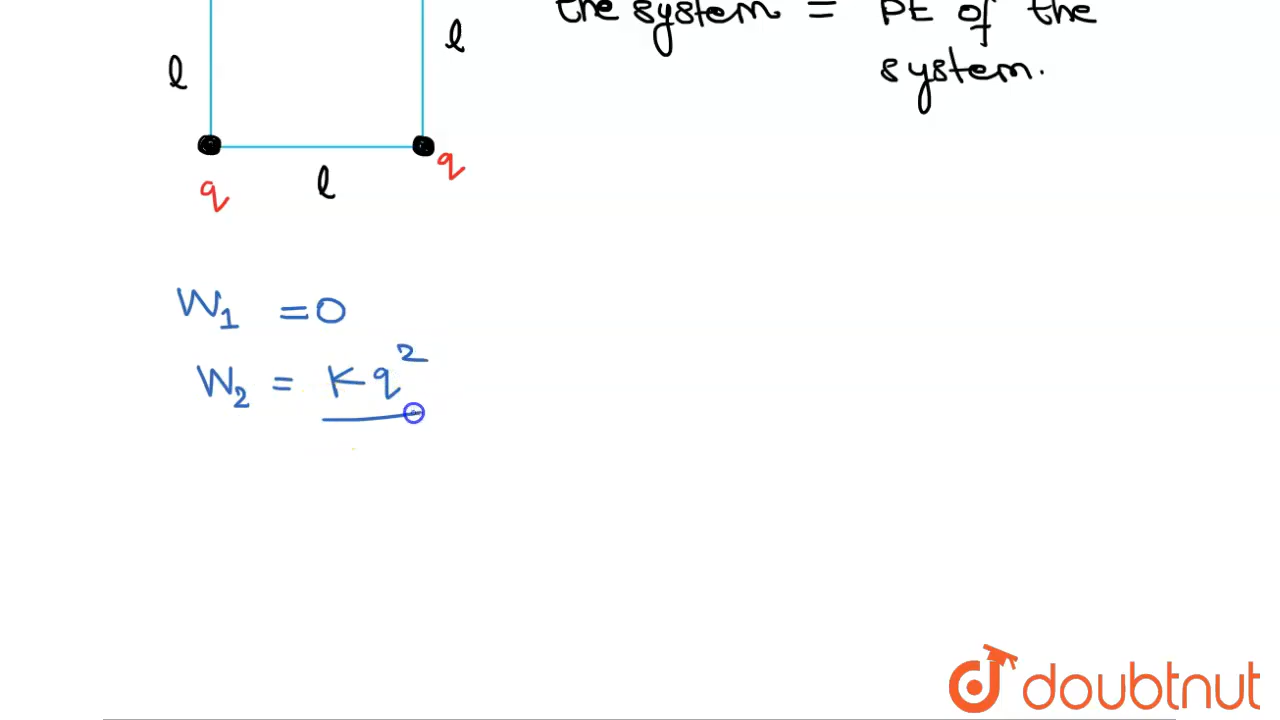 the system = PE of the
l
l
system.
q
l
q
W₁ = 0
W₂ = Kq²
doubtnut